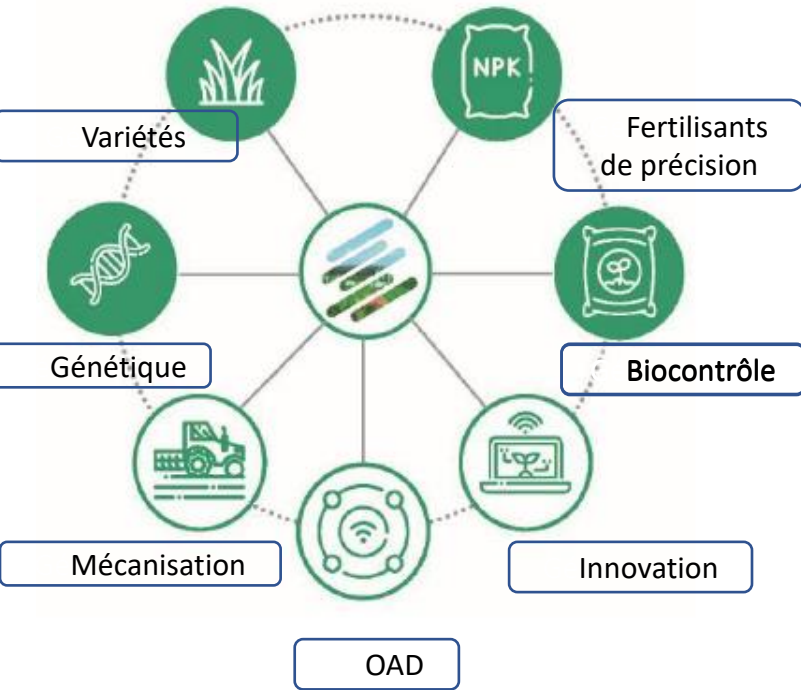 NPK
Variétés
Fertilisants
de précision
Génétique
Biocontrôle
Mécanisation
Innovation
OAD